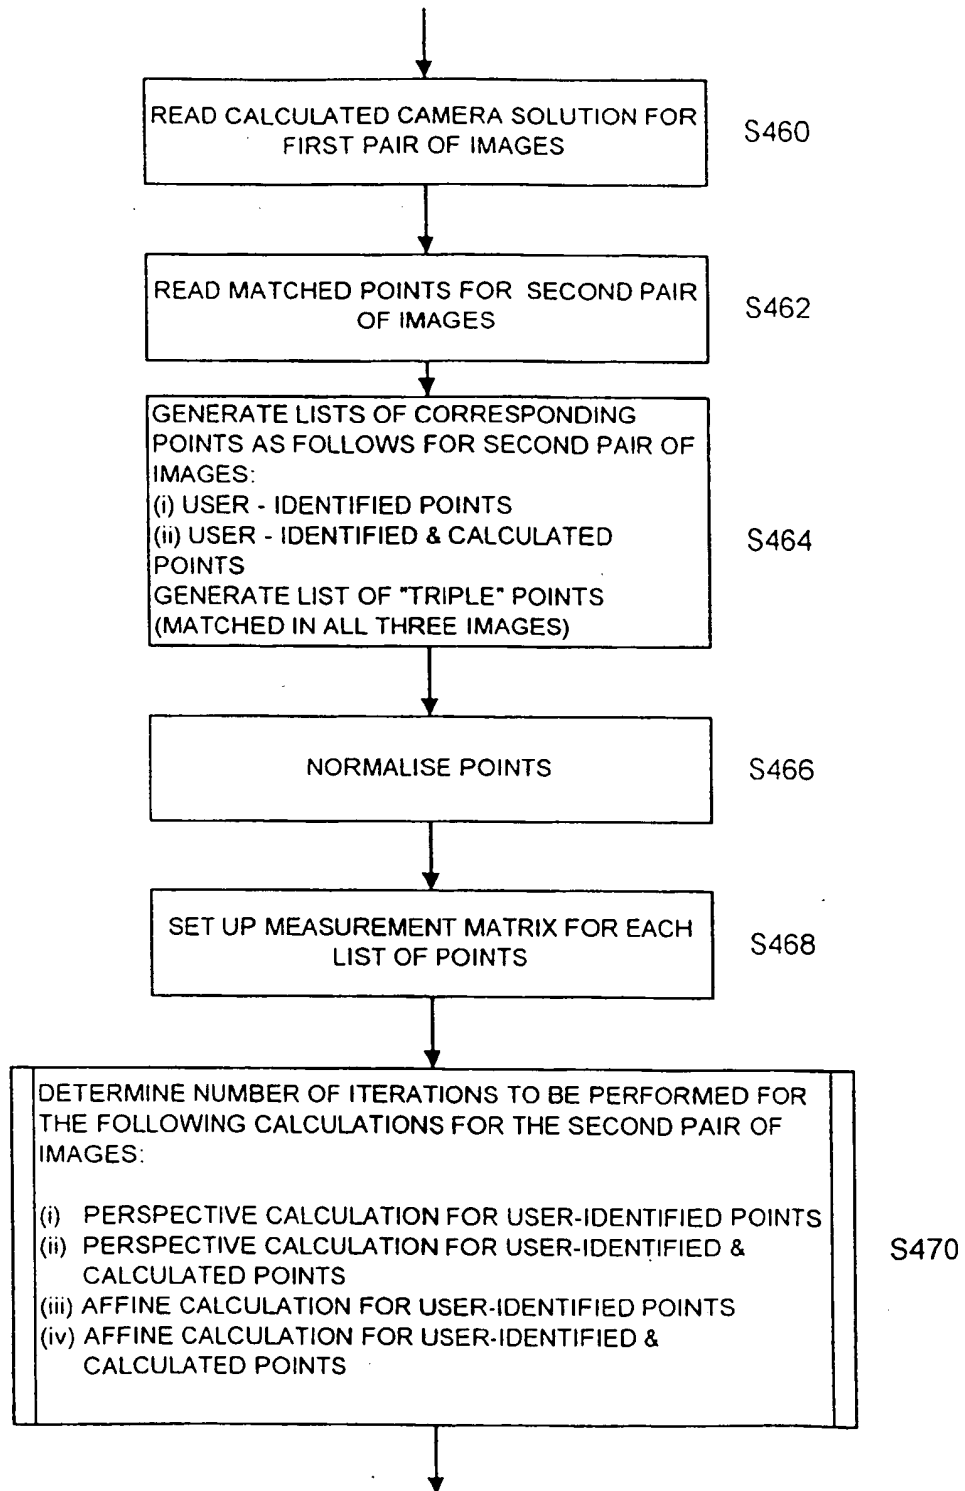 READ CALCULATED CAMERA SOLUTION FOR
FIRST PAIR OF IMAGES
S460
READ MATCHED POINTS FOR SECOND PAIR
OF IMAGES
S462
GENERATE LISTS OF CORRESPONDING
POINTS AS FOLLOWS FOR SECOND PAIR OF
IMAGES:
(i) USER - IDENTIFIED POINTS
(ii) USER - IDENTIFIED & CALCULATED
POINTS
GENERATE LIST OF "TRIPLE" POINTS
(MATCHED IN ALL THREE IMAGES)
S464
NORMALISE POINTS
S466
SET UP MEASUREMENT MATRIX FOR EACH
LIST OF POINTS
S468
DETERMINE NUMBER OF ITERATIONS TO BE PERFORMED FOR
THE FOLLOWING CALCULATIONS FOR THE SECOND PAIR OF
IMAGES:
(i) PERSPECTIVE CALCULATION FOR USER-IDENTIFIED POINTS
(ii) PERSPECTIVE CALCULATION FOR USER-IDENTIFIED &
CALCULATED POINTS
(iii) AFFINE CALCULATION FOR USER-IDENTIFIED POINTS
(iv) AFFINE CALCULATION FOR USER-IDENTIFIED &
CALCULATED POINTS
S470